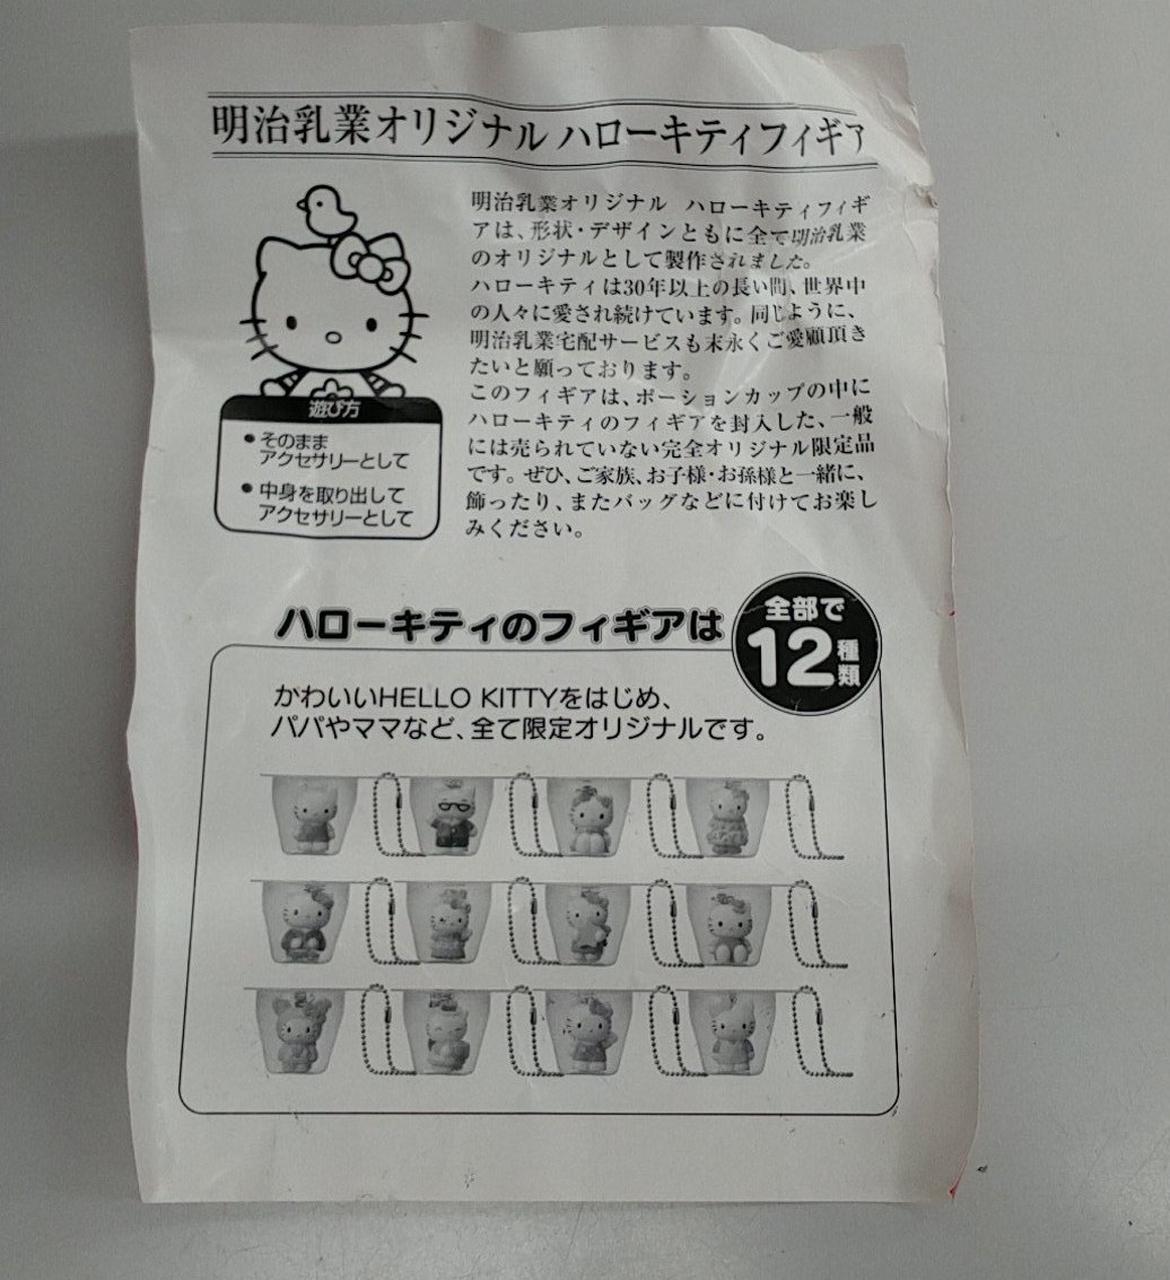 明治乳業オリジナル ハローキティフィギア
明治乳業オリジナル ハローキティフィギ
アは、形状・デザインともに全て明治乳業
のオリジナルとして製作されました。
ハローキティは30年以上の長い間、世界中
の人々に愛され続けています。同じように、
明治乳業宅配サービスも末永くご愛顧頂き
たいと願っております。
このフィギアは、ポーションカップの中に
ハローキティのフィギアを封入した、一般
には売られていない完全オリジナル限定品
です。ぜひ、ご家族、お子様・お孫様と一緒に、
飾ったり、またバッグなどに付けてお楽し
みください。
遊び方
●そのまま
アクセサリーとして
●中身を取り出して
アクセサリーとして
ハローキティのフィギアは
全部で
12種類
かわいいHELLO KITTYをはじめ、
パパやママなど、全て限定オリジナルです。